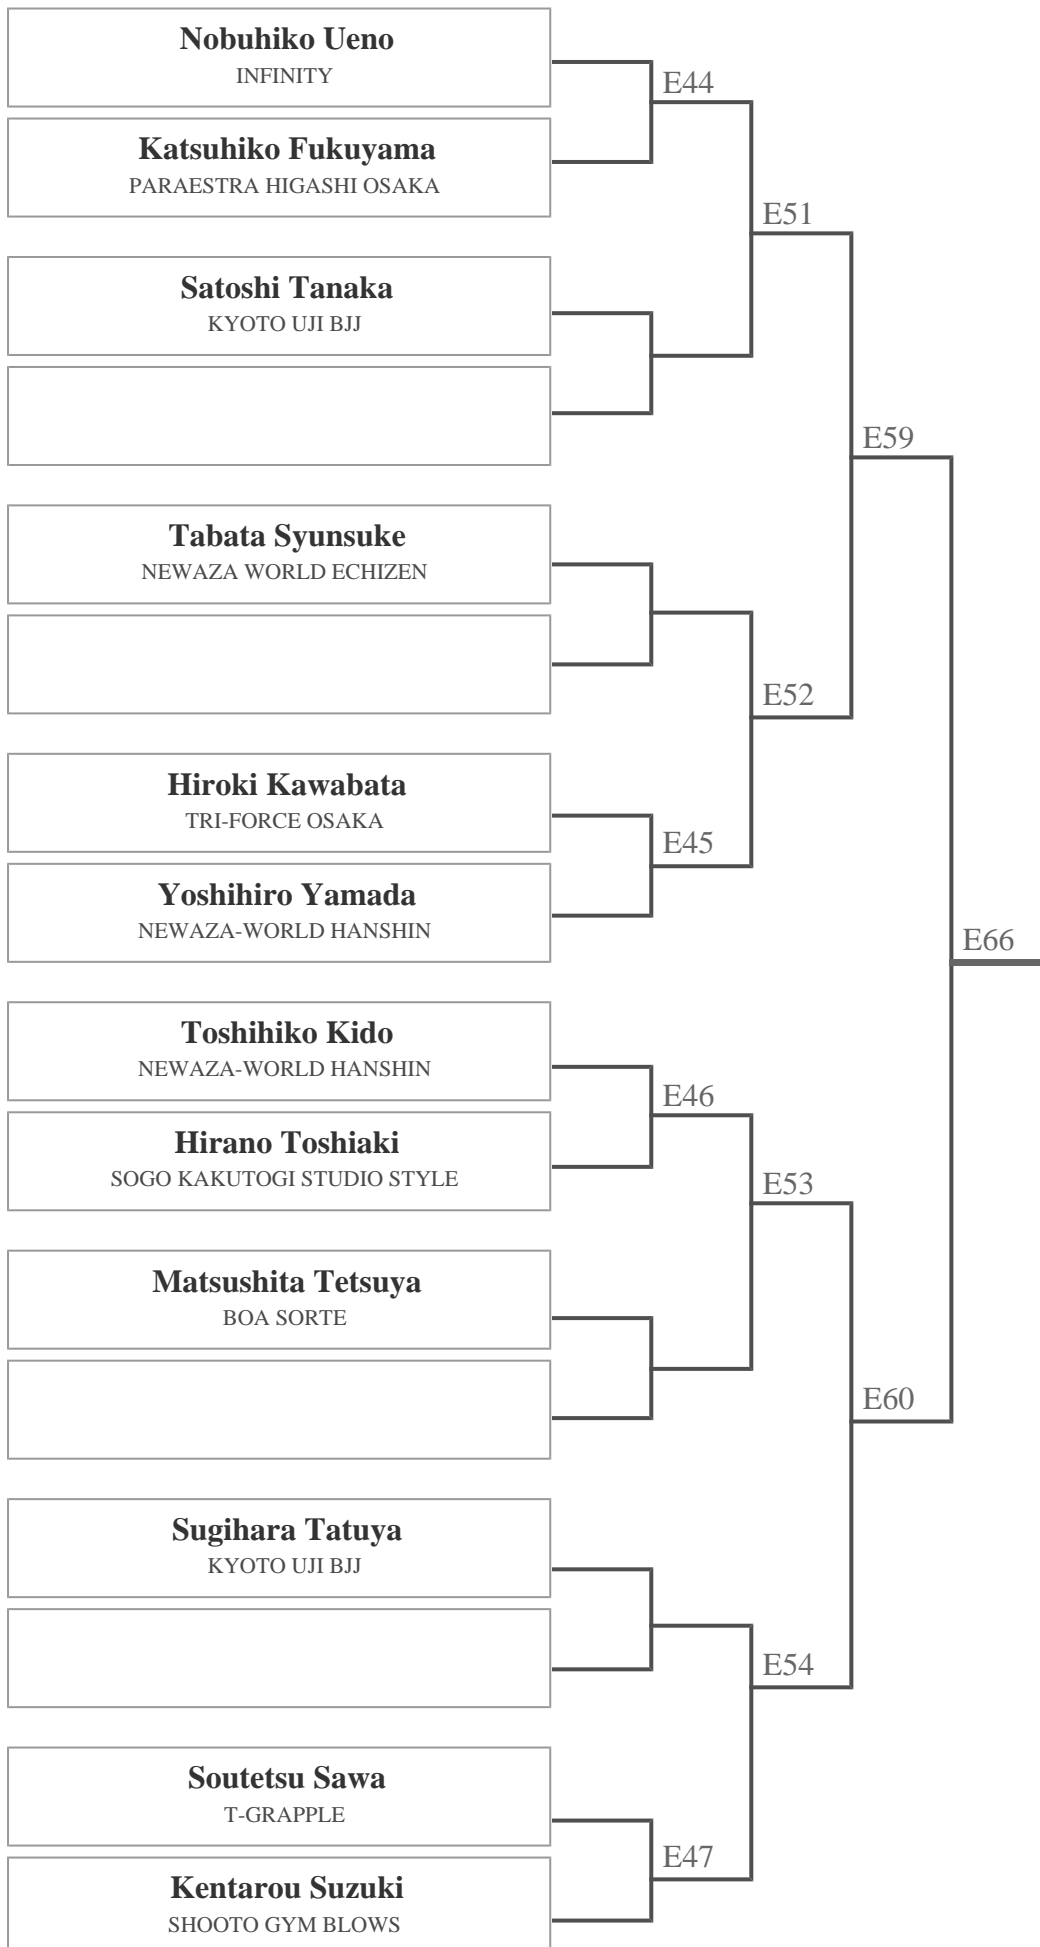 Nobuhiko Ueno
INFINITY
E44
Katsuhiko Fukuyama
PARAESTRA HIGASHI OSAKA
E51
Satoshi Tanaka
KYOTO UJI BJJ
E59
Tabata Syunsuke
NEWAZA WORLD ECHIZEN
E52
Hiroki Kawabata
TRI-FORCE OSAKA
E45
Yoshihiro Yamada
NEWAZA-WORLD HANSHIN
E66
Toshihiko Kido
NEWAZA-WORLD HANSHIN
E46
Hirano Toshiaki
SOGO KAKUTOGI STUDIO STYLE
E53
Matsushita Tetsuya
BOA SORTE
E60
Sugihara Tatuya
KYOTO UJI BJJ
E54
Soutetsu Sawa
T-GRAPPLE
E47
Kentarou Suzuki
SHOOTO GYM BLOWS